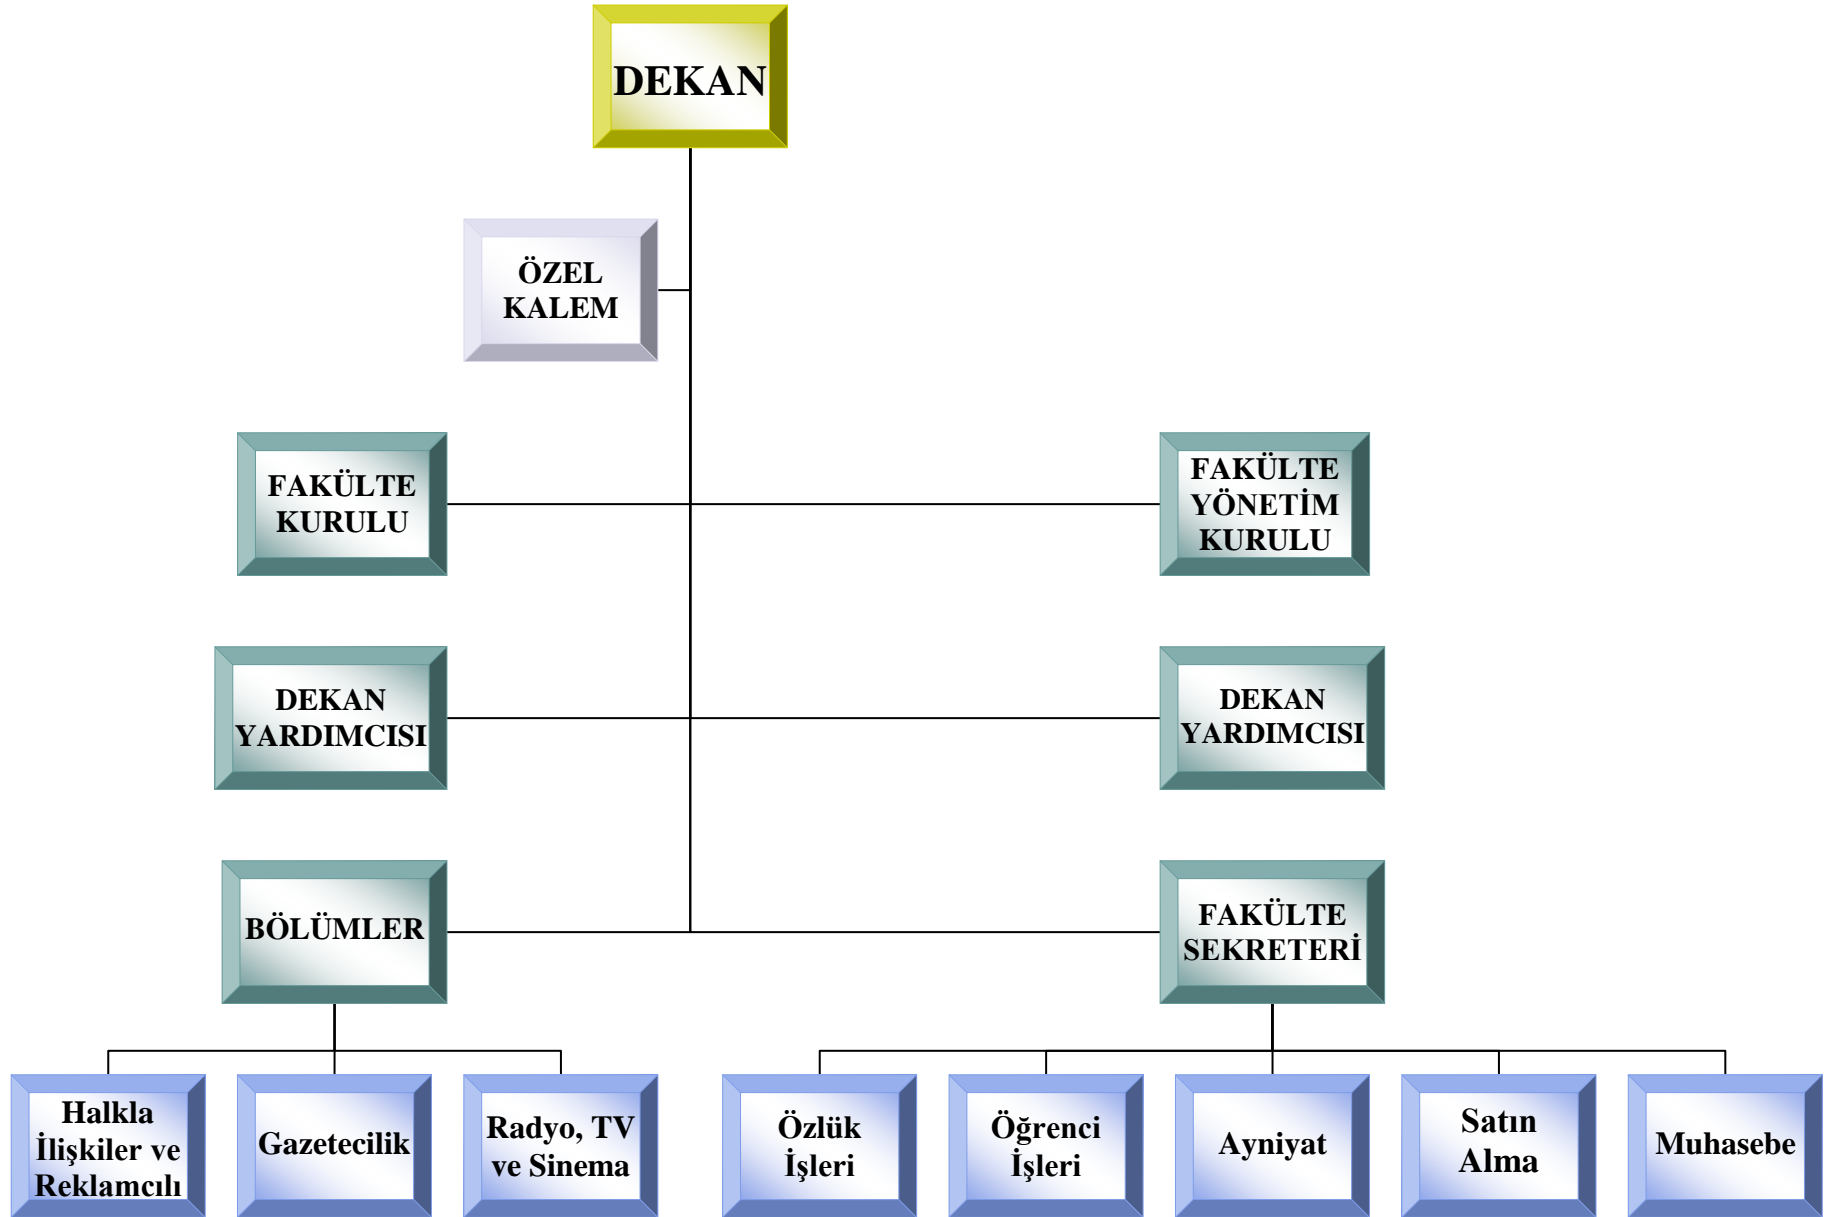 DEKAN
ÖZEL
KALEM
FAKÜLTE
KURULU
FAKÜLTE
YÖNETİM
KURULU
DEKAN
YARDIMCISI
DEKAN
YARDIMCISI
BÖLÜMLER
FAKÜLTE
SEKRETERİ
Halkla
İlişkiler ve
Reklamcılı
Gazetecilik
Radyo, TV
ve Sinema
Özlük
İşleri
Öğrenci
İşleri
Ayniyat
Satın
Alma
Muhasebe